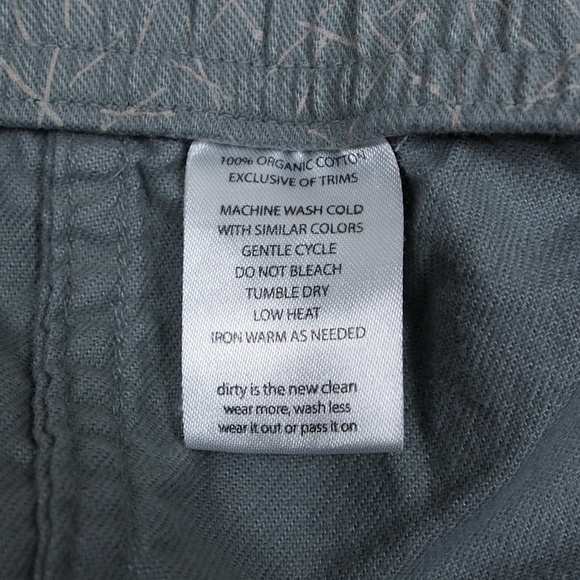 100% ORGANIC COTTON
EXCLUSIVE OF TRIMS
MACHINE WASH COLD
WITH SIMILAR COLORS
GENTLE CYCLE
DO NOT BLEACH
TUMBLE DRY
LOW HEAT
IRON WARM AS NEEDED
dirty is the new clean
wear more, wash less
wear it out or pass it on